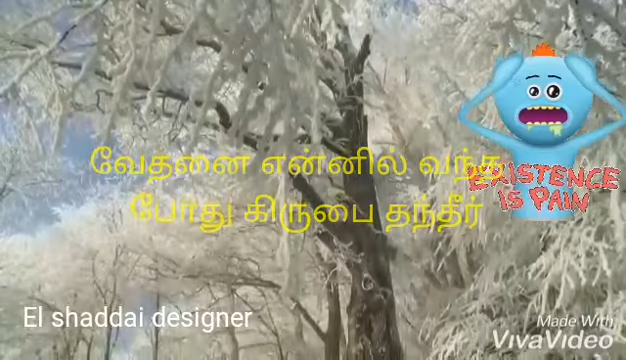 வேதனை என்னில் வந்த
போது கிருபை தந்தீர்
EXISTENCE
IS PAIN
El shaddai designer
Made With
VivaVideo